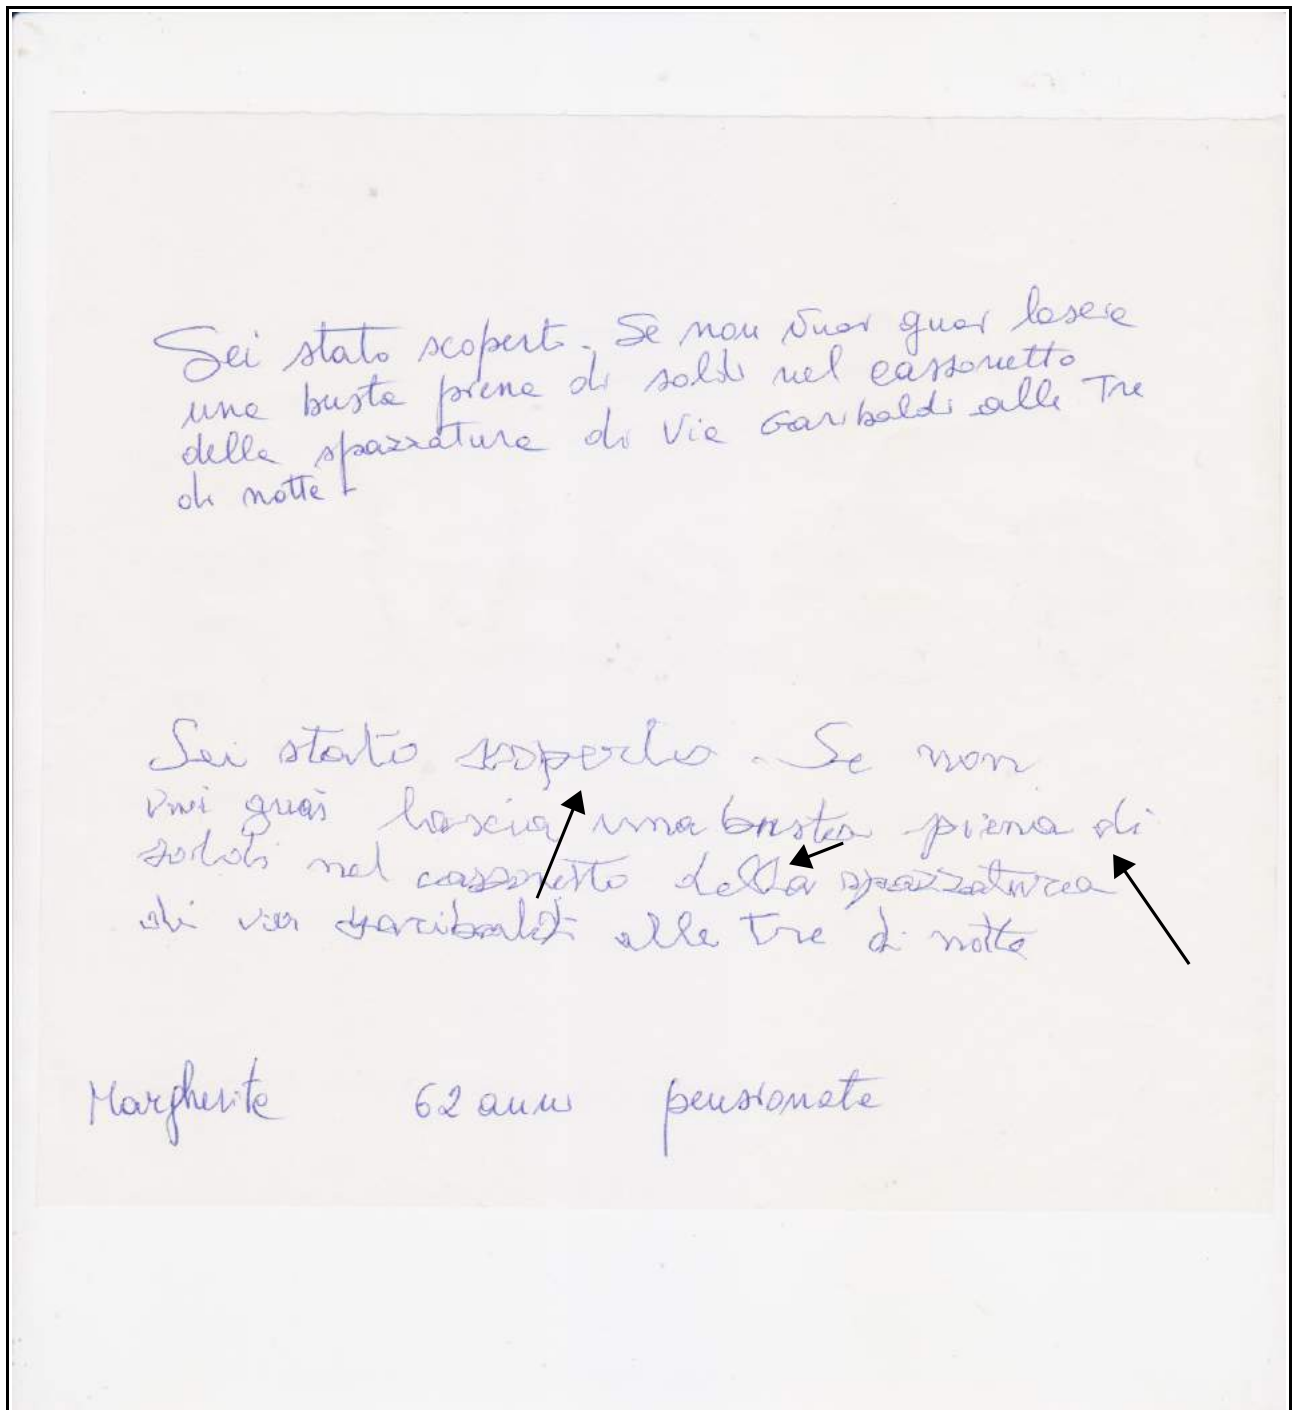 Sei stato scoperto. Se non vuoi guai lascia
una busta piena di soldi nel cassonetto
della spazzatura di Via Garibaldi alle Tre
di notte
Sei stato scoperto. Se non
vuoi guai lascia una busta piena di
soldi nel cassonetto della spazzatura
di via Garibaldi alle Tre di notte
Margherita 62 anni pensionata